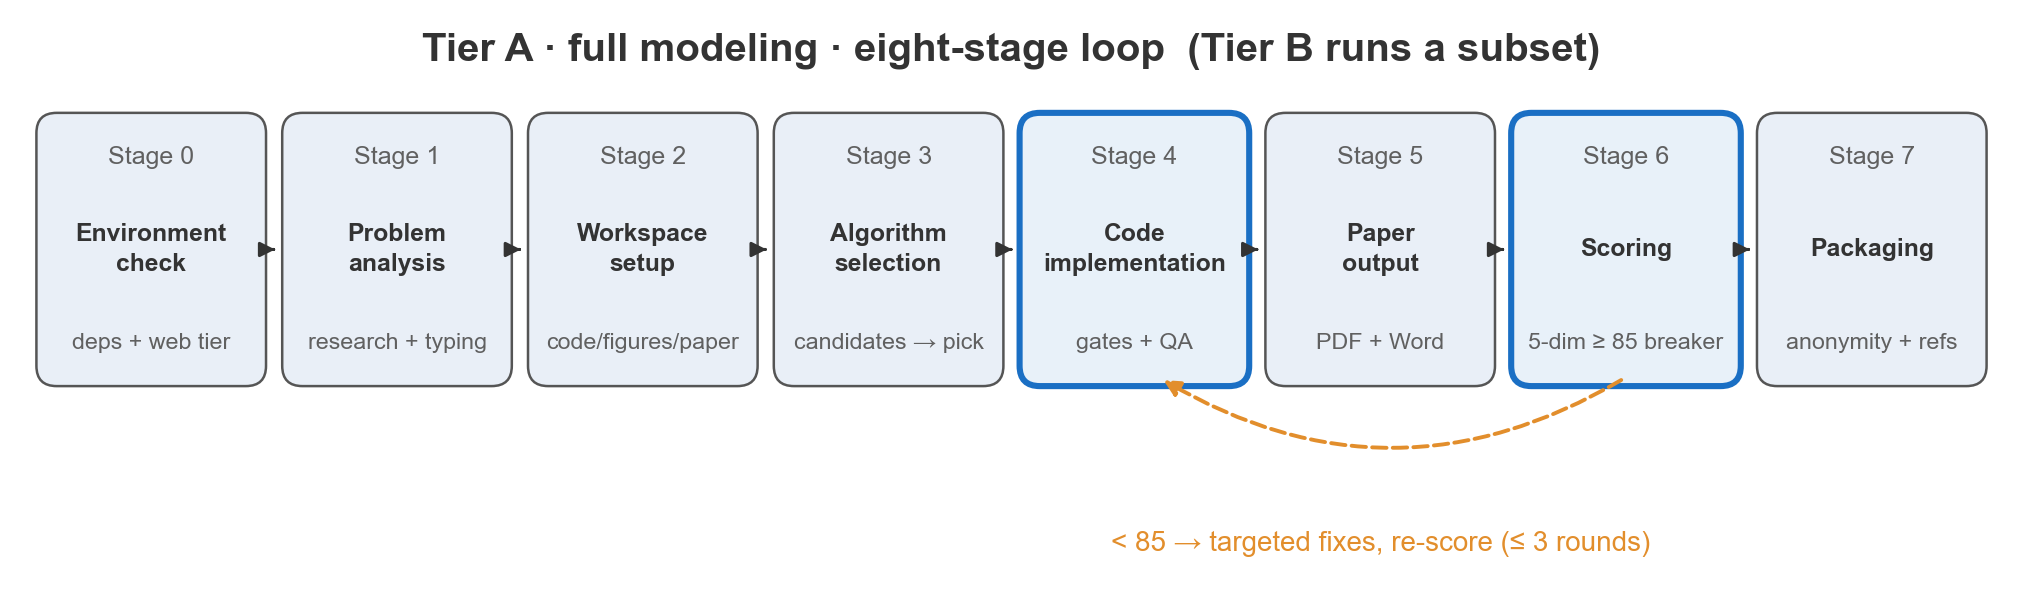 Tier A · full modeling · eight-stage loop (Tier B runs a subset)
Stage 0
Environment
check
deps + web tier
Stage 1
Problem
analysis
research + typing
Stage 2
Workspace
setup
code/figures/paper
Stage 3
Algorithm
selection
candidates → pick
Stage 4
Code
implementation
gates + QA
Stage 5
Paper
output
PDF + Word
Stage 6
Scoring
5-dim ≥ 85 breaker
Stage 7
Packaging
anonymity + refs
< 85 → targeted fixes, re-score (≤ 3 rounds)